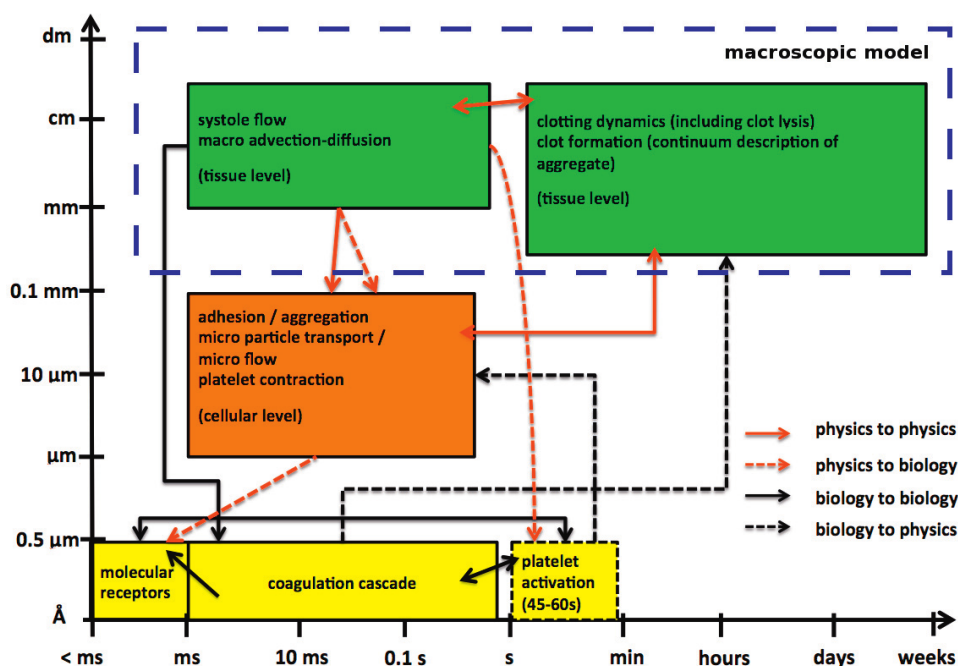 dm
macroscopic model
cm
systole flow
macro advection-diffusion
(tissue level)
clotting dynamics (including clot lysis)
clot formation (continuum description of
aggregate)
(tissue level)
mm
0.1 mm
adhesion / aggregation
micro particle transport /
micro flow
platelet contraction
(cellular level)
10 µm
µm
physics to physics
physics to biology
biology to biology
biology to physics
0.5 µm
molecular
receptors
coagulation cascade
platelet
activation
(45-60s)
Å
< ms
ms
10 ms
0.1 s
s
min
hours
days
weeks